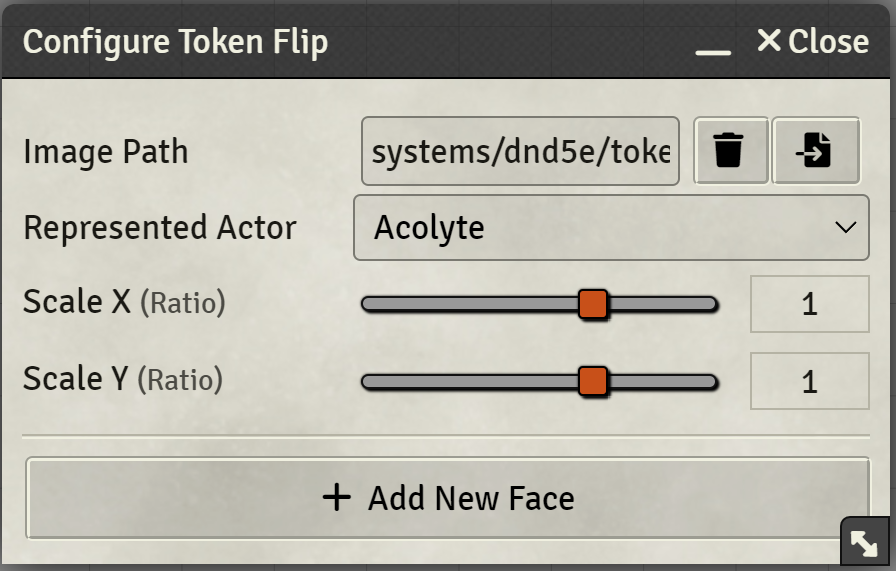 Configure Token Flip Close
Image Path systems/dnd5e/toke
Represented Actor Acolyte
Scale X (Ratio) 1
Scale Y (Ratio) 1
Add New Face